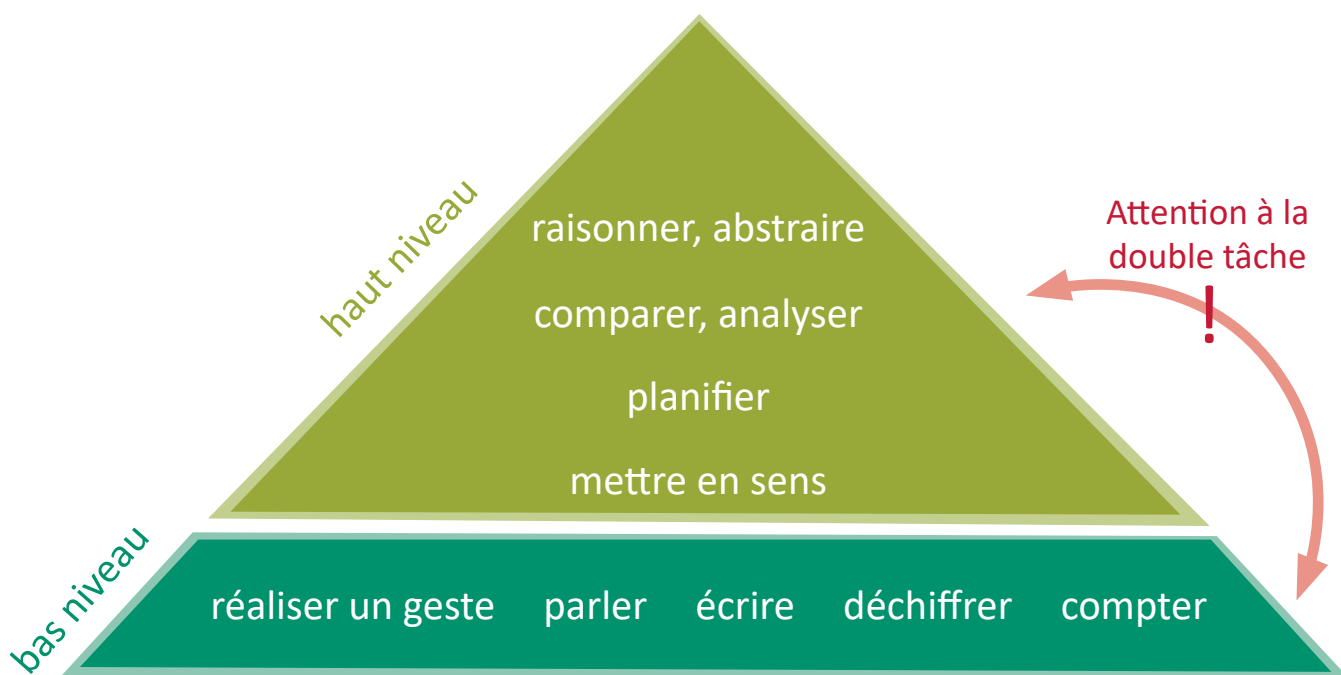 haut niveau
raisonner, abstraire
comparer, analyser
planifier
mettre en sens
Attention à la
double tâche
!
bas niveau
réaliser un geste parler écrire déchiffrer compter